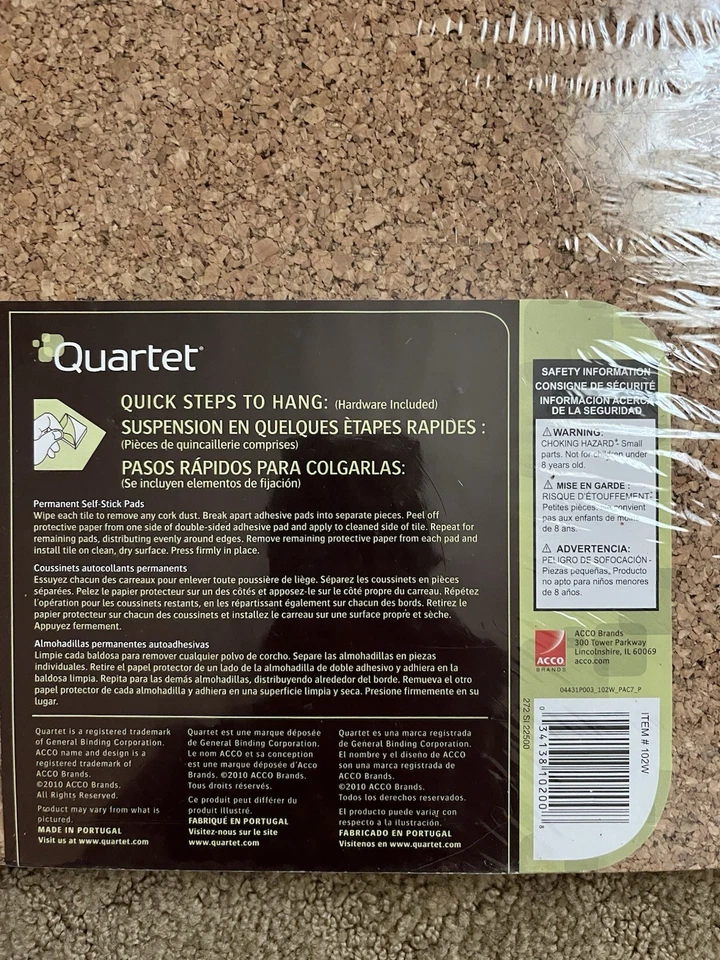 Quartet®
QUICK STEPS TO HANG: (Hardware Included)
SUSPENSION EN QUELQUES ÈTAPES RAPIDES :
(Pièces de quincaillerie comprises)
PASOS RÁPIDOS PARA COLGARLAS:
(Se incluyen elementos de fijación)
Permanent Self-Stick Pads
Wipe each tile to remove any cork dust. Break apart adhesive pads into separate pieces. Peel off
protective paper from one side of double-sided adhesive pad and apply to cleaned side of tile. Repeat for
remaining pads, distributing evenly around edges. Remove remaining protective paper from each pad and
install tile on clean, dry surface. Press firmly in place.
Coussinets autocollants permanents
Essuyez chacun des carreaux pour enlever toute poussière de liège. Séparez les coussinets en pièces
séparées. Pelez le papier protecteur sur un des côtés et apposez-le sur le côté propre du carreau. Répétez
l'opération pour les coussinets restants, en les répartissant également sur chacun des bords. Retirez le
papier protecteur sur chacun des coussinets et installez le carreau sur une surface propre et sèche.
Appuyez fermement.
Almohadillas permanentes autoadhesivas
Limpie cada baldosa para remover cualquier polvo de corcho. Separe las almohadillas en piezas
individuales. Retire el papel protector de un lado de la almohadilla de doble adhesivo y adhiera en la
baldosa limpia. Repita para las demás almohadillas, distribuyendo alrededor del borde. Remueva el otro
papel protector de cada almohadilla y adhiera en una superficie limpia y seca. Presione firmemente en su
lugar.
Quartet is a registered trademark
of General Binding Corporation.
ACCO name and design is a
registered trademark of
ACCO Brands.
©2010 ACCO Brands.
All Rights Reserved.
Product may vary from what is
pictured.
MADE IN PORTUGAL
Visit us at www.quartet.com
Quartet est une marque déposée
de General Binding Corporation.
Le nom ACCO et sa conception
est une marque déposée d'Acco
Brands. ©2010 ACCO Brands.
Tous droits réservés.
Ce produit peut différer du
produit illustré.
FABRIQUÉ EN PORTUGAL
Visitez-nous sur le site
www.quartet.com
Quartet es una marca registrada
de General Binding Corporation.
El nombre y el diseño de ACCO
son una marca registrada de
ACCO Brands.
©2010 ACCO Brands.
Todos los derechos reservados.
El producto puede variar con
respecto a la ilustración.
FABRICADO EN PORTUGAL
Visítenos en www.quartet.com
SAFETY INFORMATION
CONSIGNE DE SÉCURITÉ
INFORMACIÓN ACERCA
DE LA SEGURIDAD
⚠ WARNING:
CHOKING HAZARD - Small
parts. Not for children under
8 years old.
⚠ MISE EN GARDE :
RISQUE D'ÉTOUFFEMENT-
Petites pièces. ne convient
pas aux enfants de moins
de 8 ans.
⚠ ADVERTENCIA:
PELIGRO DE SOFOCACIÓN -
Piezas pequeñas. Producto
no apto para niños menores
de 8 años.
ACCO
BRANDS
ACCO Brands
300 Tower Parkway
Lincolnshire, IL 60069
acco.com
04431P003_102W_PAC7_P
272 SI 22500
ITEM # 102W
0 34138 10200 8